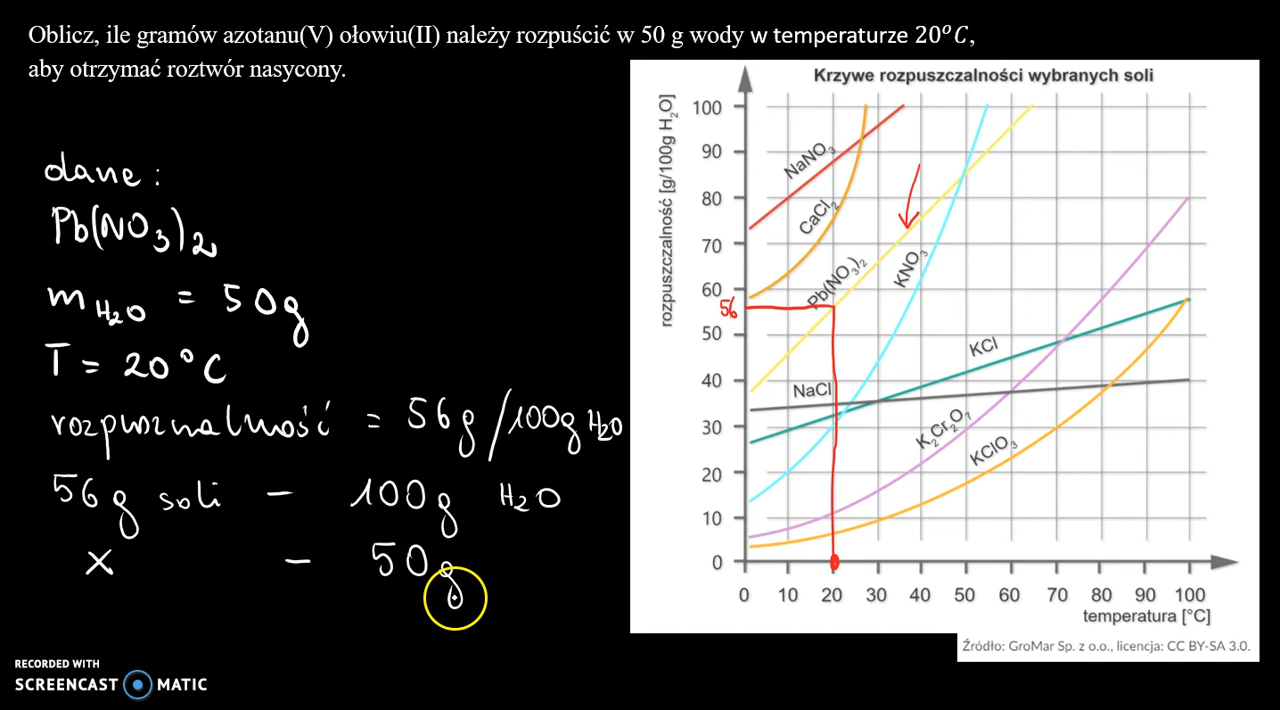 Oblicz, ile gramów azotanu(V) ołowiu(II) należy rozpuścić w 50 g wody w temperaturze 20°C,
aby otrzymać roztwór nasycony.
dane :
Pb(NO₃)₂
m H₂O = 50g
T = 20°C
rozpuszczalność = 56g/100g H₂O
56g soli - 100g H₂O
x - 50g
RECORDED WITH
SCREENCAST MATIC
Krzywe rozpuszczalności wybranych soli
rozpuszczalność [g/100g H₂O]
100
90
80
70
60
56
50
40
30
20
10
0
NaNO₃
CaCl₂
Pb(NO₃)₂
KNO₃
KCl
NaCl
K₂Cr₂O₇
KClO₃
0 10 20 30 40 50 60 70 80 90 100
temperatura [°C]
Źródło: GroMar Sp. z o.o., licencja: CC BY-SA 3.0.